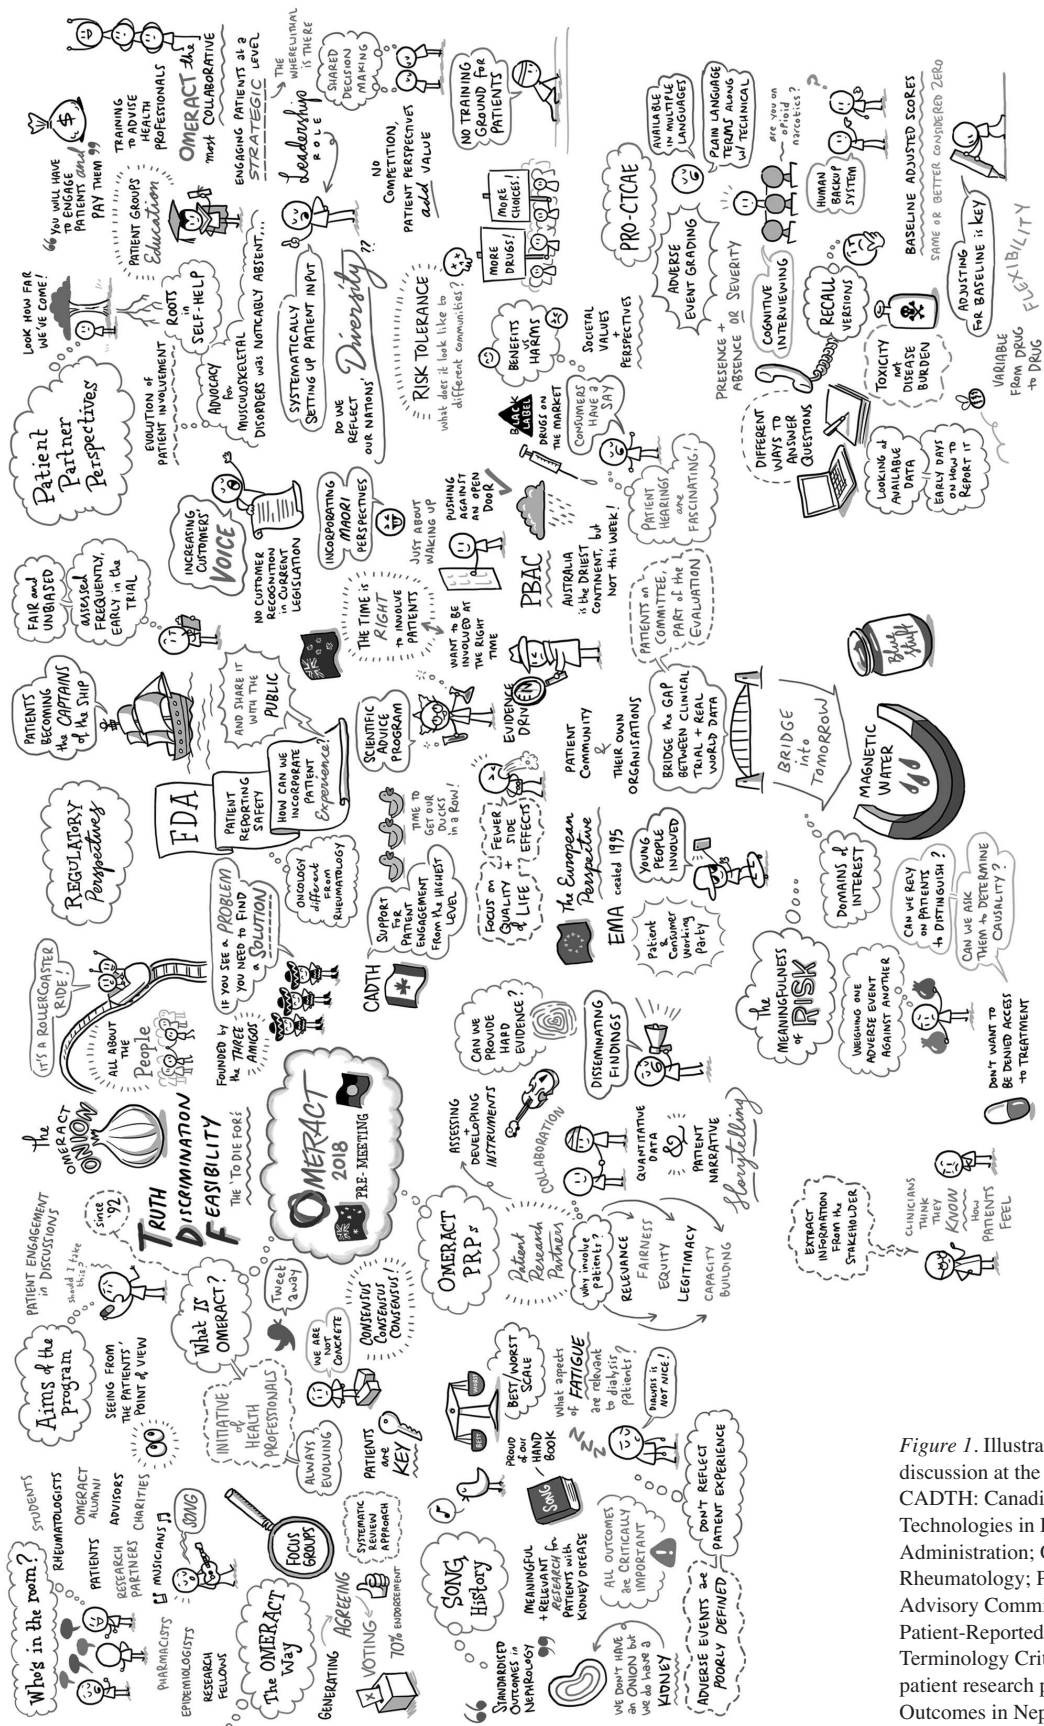 Who's in the room?
STUDENTS
RHEUMATOLOGISTS
PATIENTS
OMERACT
ALUMNI
RESEARCH
PARTNERS
ADVISORS
CHARITIES
PHARMACISTS
MUSICIANS
EPIDEMIOLOGISTS
SONG
RESEARCH
FELLOWS
Aims of the
Program
PATIENT ENGAGEMENT
IN DISCUSSIONS
should I take
this?
SEEING FROM
THE PATIENTS'
POINT OF VIEW
since
'92
What IS
OMERACT?
INITIATIVE
of
HEALTH
PROFESSIONALS
Tweet
away
ALWAYS
EVOLVING
WE ARE
NOT
CONCRETE
The OMERACT
Way
FOCUS
GROUPS
GENERATING
AGREEING
VOTING
70% ENDORSEMENT
SYSTEMATIC
REVIEW
APPROACH
PATIENTS
are
KEY
CONSENSUS
CONSENSUS
CONSENSUS!
the
OMERACT
ONION
TRUTH
DISCRIMINATION
FEASIBILITY
THE 'TO DIE FORS'
IT'S A ROLLERCOASTER
RIDE!
ALL ABOUT
THE
People
FOUNDED by
the THREE
AMIGOS
IF YOU SEE a PROBLEM
YOU NEED to FIND
a SOLUTION
OMERACT
2018
PRE-MEETING
REGULATORY
Perspectives
PATIENTS
BECOMING
the CAPTAINS
of the SHIP
FAIR and
UNBIASED
assessed
FREQUENTLY,
EARLY in the
TRIAL
FDA
PATIENT
REPORTING
SAFETY
HOW CAN WE
INCORPORATE
PATIENT
Experience?
AND SHARE IT
WITH THE
PUBLIC
ONCOLOGY
different
FROM
RHEUMATOLOGY
INCREASING
CUSTOMERS'
VOICE
NO CUSTOMER
RECOGNITION
in CURRENT
LEGISLATION
INCORPORATING
MAORI
PERSPECTIVES
THE TIME is
RIGHT
to INVOLVE
PATIENTS
JUST ABOUT
WAKING UP
WANT to BE
INVOLVED AT
THE RIGHT
TIME
PUSHING
AGAINST
AN OPEN
DOOR
CADTH
SUPPORT
FOR
PATIENT
ENGAGEMENT
FROM the HIGHEST
LEVEL
TIME TO
GET OUR
DUCKS
in a ROW!
SCIENTIFIC
ADVICE
PROGRAM
EVIDENCE
DRIVEN
FOCUS on
QUALITY
of LIFE
+
FEWER
SIDE
EFFECTS
the European
Perspective
EMA created 1995
Patient
&
Consumer
Working
Party
YOUNG
PEOPLE
INVOLVED
PATIENT
COMMUNITY
&
THEIR OWN
ORGANISATIONS
BRIDGE the GAP
BETWEEN CLINICAL
TRIAL + REAL
WORLD DATA
PATIENTS on
COMMITTEE,
PART of the
EVALUATION
PBAC
AUSTRALIA
is the DRIEST
CONTINENT, but
NOT this WEEK!
BLACK
LABEL
DRUGS ON
THE MARKET
CONSUMERS
HAVE a
SAY
PATIENT
HEARINGS
are
FASCINATING!
Patient
Partner
Perspectives
LOOK HOW FAR
WE'VE COME!
EVOLUTION of
PATIENT INVOLVEMENT
ROOTS
in
SELF-HELP
PATIENT GROUPS
Education
"YOU WILL HAVE
TO ENGAGE
PATIENTS and
PAY THEM"
TRAINING
TO ADVISE
HEALTH
PROFESSIONALS
OMERACT the
most COLLABORATIVE
ADVOCACY
For
MUSCULOSKELETAL
DISORDERS was NOTICABLY ABSENT...
ENGAGING PATIENTS at a
STRATEGIC LEVEL
THE
WHEREWITHAL
IS THERE
Leadership
ROLE
SYSTEMATICALLY
SETTING UP PATIENT INPUT
DO WE
REFLECT
OUR NATIONS'
Diversity??
SHARED
DECISION
MAKING
NO
COMPETITION,
PATIENT PERSPECTIVES
add VALUE
RISK TOLERANCE
what does it look like to
different communities?
NO TRAINING
GROUND for
PATIENTS
MORE
DRUGS!
MORE
CHOICES!
BENEFITS
vs
HARMS
SOCIETAL
VALUES
+
PERSPECTIVES
PRO-CTCAE
ADVERSE
EVENT GRADING
AVAILABLE
IN MULTIPLE
LANGUAGES
PLAIN LANGUAGE
TERMS ALONG
W/ TECHNICAL
PRESENCE +
ABSENCE or SEVERITY
COGNITIVE
INTERVIEWING
are you on
opioid
narcotics?
HUMAN
BACKUP
SYSTEM
RECALL
VERSIONS
DIFFERENT
WAYS TO
ANSWER
QUESTIONS
TOXICITY
not
DISEASE
BURDEN
BASELINE ADJUSTED SCORES
SAME OR BETTER CONSIDERED ZERO
ADJUSTING
FOR BASELINE is KEY
FLEXIBILITY
VARIABLE
FROM DRUG
to DRUG
LOOKING at
AVAILABLE
DATA
EARLY DAYS
ON HOW TO
REPORT IT
SONG
History
STANDARDISED
OUTCOMES in
NEPHROLOGY
MEANINGFUL
+ RELEVANT
RESEARCH for
PATIENTS with
KIDNEY DISEASE
PROUD
of our
HAND
BOOK
SONG
BEST/WORST
SCALE
BEST
WORST
What aspects
of FATIGUE
are relevant
to dialysis
patients?
DIALYSIS is
NOT NICE!
ZZZ
WE DON'T HAVE
an ONION but
we do have a
KIDNEY
ALL OUTCOMES
are CRITICALLY
IMPORTANT
ADVERSE EVENTS are
POORLY DEFINED
DON'T REFLECT
PATIENT EXPERIENCE
OMERACT
PRPs
Patient
Research
Partners
Why involve
patients?
RELEVANCE
FAIRNESS
EQUITY
LEGITIMACY
CAPACITY
BUILDING
ASSESSING
+
DEVELOPING
INSTRUMENTS
COLLABORATION
CAN WE
PROVIDE
HARD
EVIDENCE?
DISSEMINATING
FINDINGS
QUANTITATIVE
DATA
&
PATIENT
NARRATIVE
Storytelling
EXTRACT
INFORMATION
FROM the
STAKEHOLDER
CLINICIANS
THINK
THEY
KNOW
HOW
PATIENTS
FEEL
The
MEANINGFULNESS
of RISK
WEIGHING ONE
ADVERSE EVENT
AGAINST ANOTHER
DON'T WANT to
BE DENIED ACCESS
to TREATMENT
DOMAINS of
INTEREST
CAN WE RELY
ON PATIENTS
to DISTINGUISH?
CAN WE ASK
THEM to DETERMINE
CAUSALITY?
BRIDGE
into
TOMORROW
MAGNETIC
WATER
Blue
Stuff
Figure 1. Illustra
discussion at the
CADTH: Canadi
Technologies in
Administration;
Rheumatology; P
Advisory Commi
Patient-Reported
Terminology Crit
patient research p
Outcomes in Nep